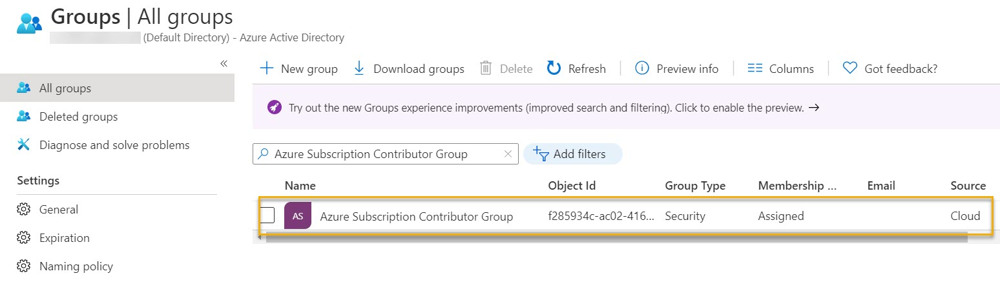 Groups | All groups
(Default Directory) - Azure Active Directory
«
New group Download groups Delete Refresh Preview info Columns Got feedback?
All groups
Deleted groups
Diagnose and solve problems
Settings
General
Expiration
Naming policy
Try out the new Groups experience improvements (improved search and filtering). Click to enable the preview. →
Azure Subscription Contributor Group Add filters
Name Object Id Group Type Membership ... Email Source
AS Azure Subscription Contributor Group f285934c-ac02-416... Security Assigned Cloud